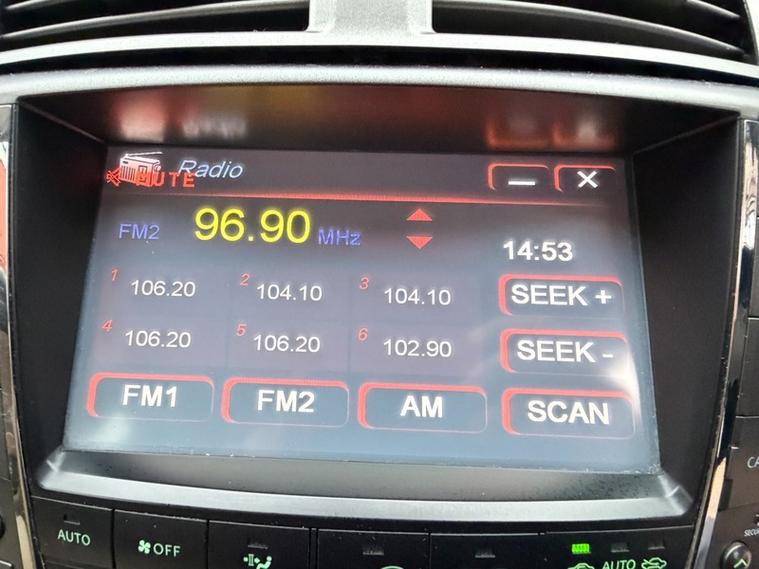 Radio
MUTE
FM2 96.90 MHz
14:53
1 106.20 2 104.10 3 104.10
SEEK +
4 106.20 5 106.20 6 102.90
SEEK -
FM1 FM2 AM SCAN
AUTO OFF
AUTO